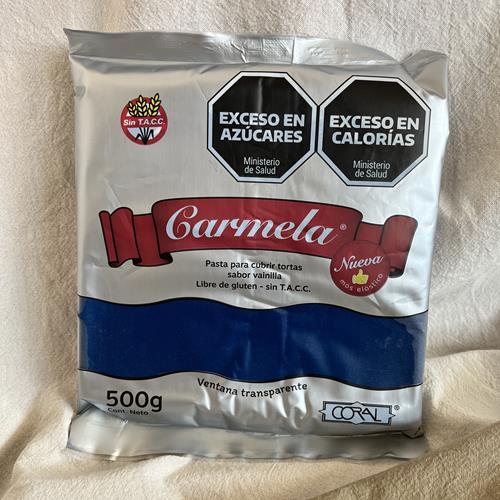 Sin T.A.C.C.
EXCESO EN
AZÚCARES
Ministerio
de Salud
EXCESO EN
CALORÍAS
Ministerio
de Salud
Carmela®
Pasta para cubrir tortas
sabor vainilla
Libre de gluten - sin T.A.C.C.
Nueva
más elástico
Ventana transparente
500g
Cont. Neto
CORAL®